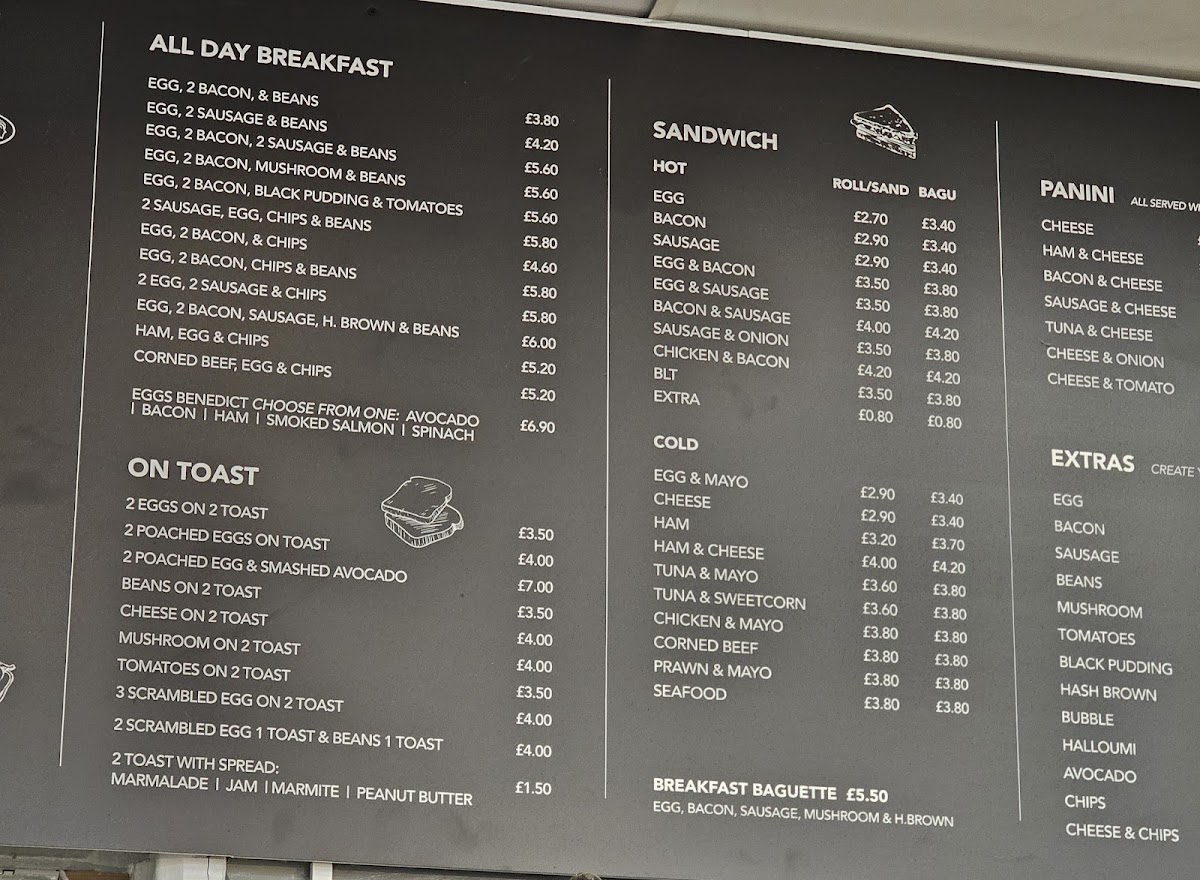 ALL DAY BREAKFAST
EGG, 2 BACON, & BEANS £3.80
EGG, 2 SAUSAGE & BEANS £4.20
EGG, 2 BACON, 2 SAUSAGE & BEANS £5.60
EGG, 2 BACON, MUSHROOM & BEANS £5.60
EGG, 2 BACON, BLACK PUDDING & TOMATOES £5.60
2 SAUSAGE, EGG, CHIPS & BEANS £5.80
EGG, 2 BACON, & CHIPS £4.60
EGG, 2 BACON, CHIPS & BEANS £5.80
2 EGG, 2 SAUSAGE & CHIPS £5.80
EGG, 2 BACON, SAUSAGE, H. BROWN & BEANS £6.00
HAM, EGG & CHIPS £5.20
CORNED BEEF, EGG & CHIPS £5.20
EGGS BENEDICT CHOOSE FROM ONE: AVOCADO
| BACON | HAM | SMOKED SALMON | SPINACH £6.90
ON TOAST
2 EGGS ON 2 TOAST £3.50
2 POACHED EGGS ON TOAST £4.00
2 POACHED EGG & SMASHED AVOCADO £7.00
BEANS ON 2 TOAST £3.50
CHEESE ON 2 TOAST £4.00
MUSHROOM ON 2 TOAST £4.00
TOMATOES ON 2 TOAST £3.50
3 SCRAMBLED EGG ON 2 TOAST £4.00
2 SCRAMBLED EGG 1 TOAST & BEANS 1 TOAST £4.00
2 TOAST WITH SPREAD:
MARMALADE | JAM | MARMITE | PEANUT BUTTER £1.50
SANDWICH
HOT ROLL/SAND BAGU
EGG £2.70 £3.40
BACON £2.90 £3.40
SAUSAGE £2.90 £3.40
EGG & BACON £3.50 £3.80
EGG & SAUSAGE £3.50 £3.80
BACON & SAUSAGE £4.00 £4.20
SAUSAGE & ONION £3.50 £3.80
CHICKEN & BACON £4.20 £4.20
BLT £3.50 £3.80
EXTRA £0.80 £0.80
COLD
EGG & MAYO £2.90 £3.40
CHEESE £2.90 £3.40
HAM £3.20 £3.70
HAM & CHEESE £4.00 £4.20
TUNA & MAYO £3.60 £3.80
TUNA & SWEETCORN £3.60 £3.80
CHICKEN & MAYO £3.80 £3.80
CORNED BEEF £3.80 £3.80
PRAWN & MAYO £3.80 £3.80
SEAFOOD £3.80 £3.80
BREAKFAST BAGUETTE £5.50
EGG, BACON, SAUSAGE, MUSHROOM & H.BROWN
PANINI ALL SERVED
CHEESE
HAM & CHEESE
BACON & CHEESE
SAUSAGE & CHEESE
TUNA & CHEESE
CHEESE & ONION
CHEESE & TOMATO
EXTRAS CREATE
EGG
BACON
SAUSAGE
BEANS
MUSHROOM
TOMATOES
BLACK PUDDING
HASH BROWN
BUBBLE
HALLOUMI
AVOCADO
CHIPS
CHEESE & CHIPS